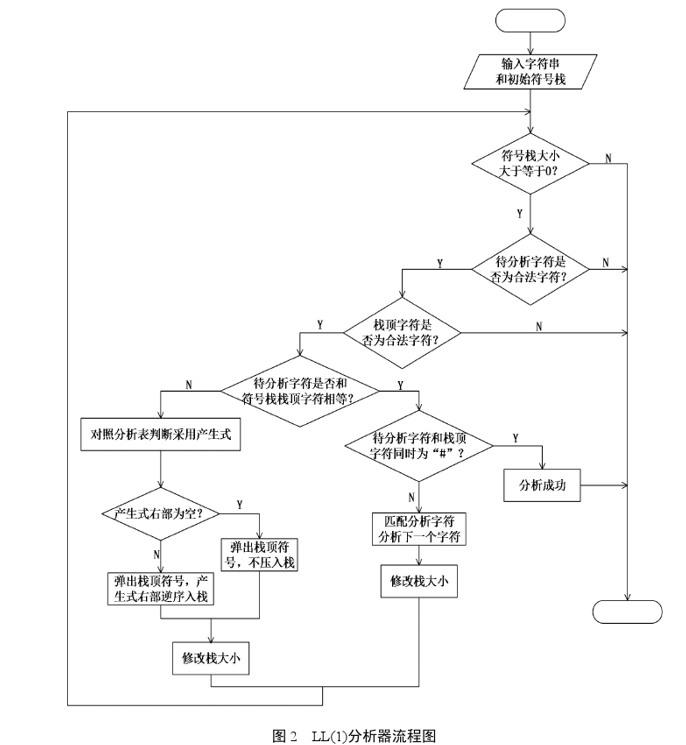 输入字符串
和初始符号栈
符号栈大小
大于等于0?
N
Y
待分析字符是
否为合法字符?
Y
N
栈顶字符是
否为合法字符?
Y
N
待分析字符是否和
符号栈栈顶字符相等?
N
Y
对照分析表判断采用产生式
待分析字符和栈顶
字符同时为“#”?
Y
分析成功
N
产生式右部为空?
Y
N
匹配分析字符
分析下一个字符
弹出栈顶符
号,不压入栈
弹出栈顶符号,产
生式右部逆序入栈
修改栈大小
修改栈大小
图 2 LL(1)分析器流程图